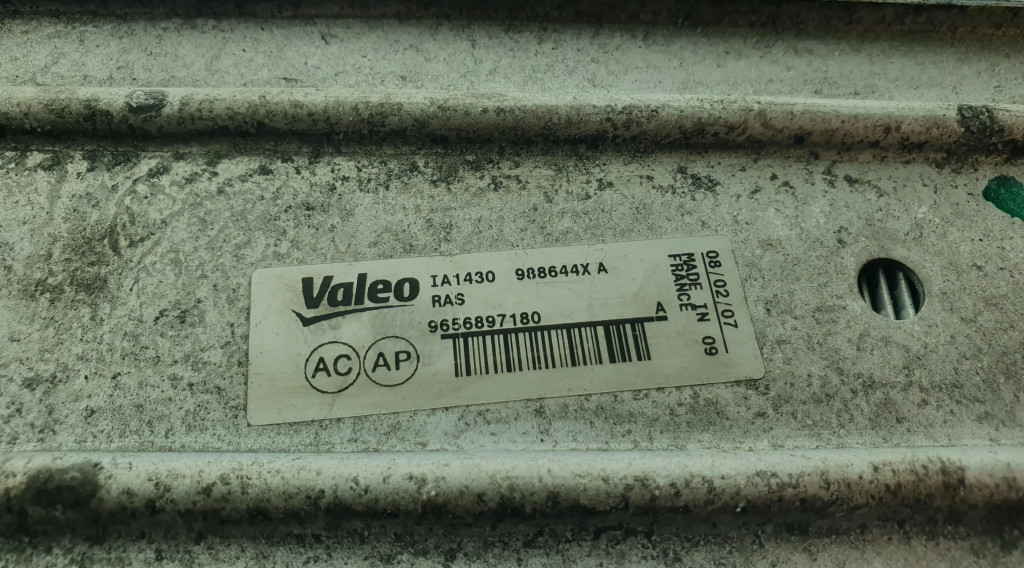 Valeo
IA1430 988644X A
RAS
9656897180
A
AC AP
MADE IN
FRANCE
08/02/07
09